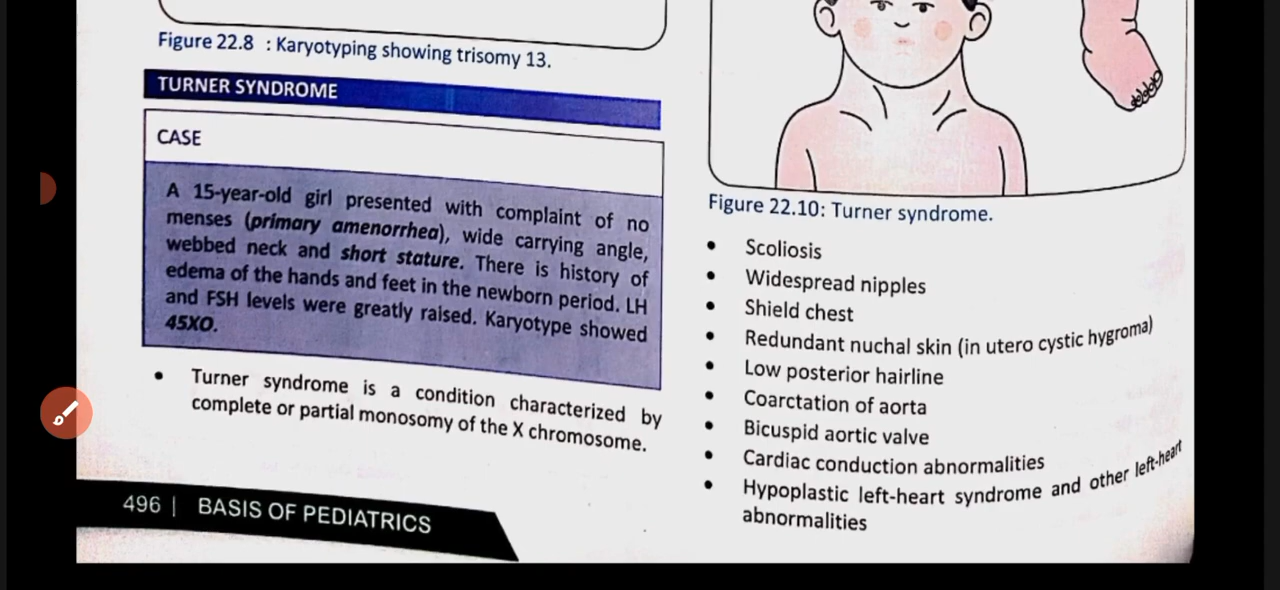 Figure 22.8 : Karyotyping showing trisomy 13.
TURNER SYNDROME
CASE
A 15-year-old girl presented with complaint of no
menses (primary amenorrhea), wide carrying angle,
webbed neck and short stature. There is history of
edema of the hands and feet in the newborn period. LH
and FSH levels were greatly raised. Karyotype showed
45XO.
• Turner syndrome is a condition characterized by
complete or partial monosomy of the X chromosome.
496 | BASIS OF PEDIATRICS
Figure 22.10: Turner syndrome.
• Scoliosis
• Widespread nipples
• Shield chest
• Redundant nuchal skin (in utero cystic hygroma)
• Low posterior hairline
• Coarctation of aorta
• Bicuspid aortic valve
• Cardiac conduction abnormalities
• Hypoplastic left-heart syndrome and other left-heart
abnormalities